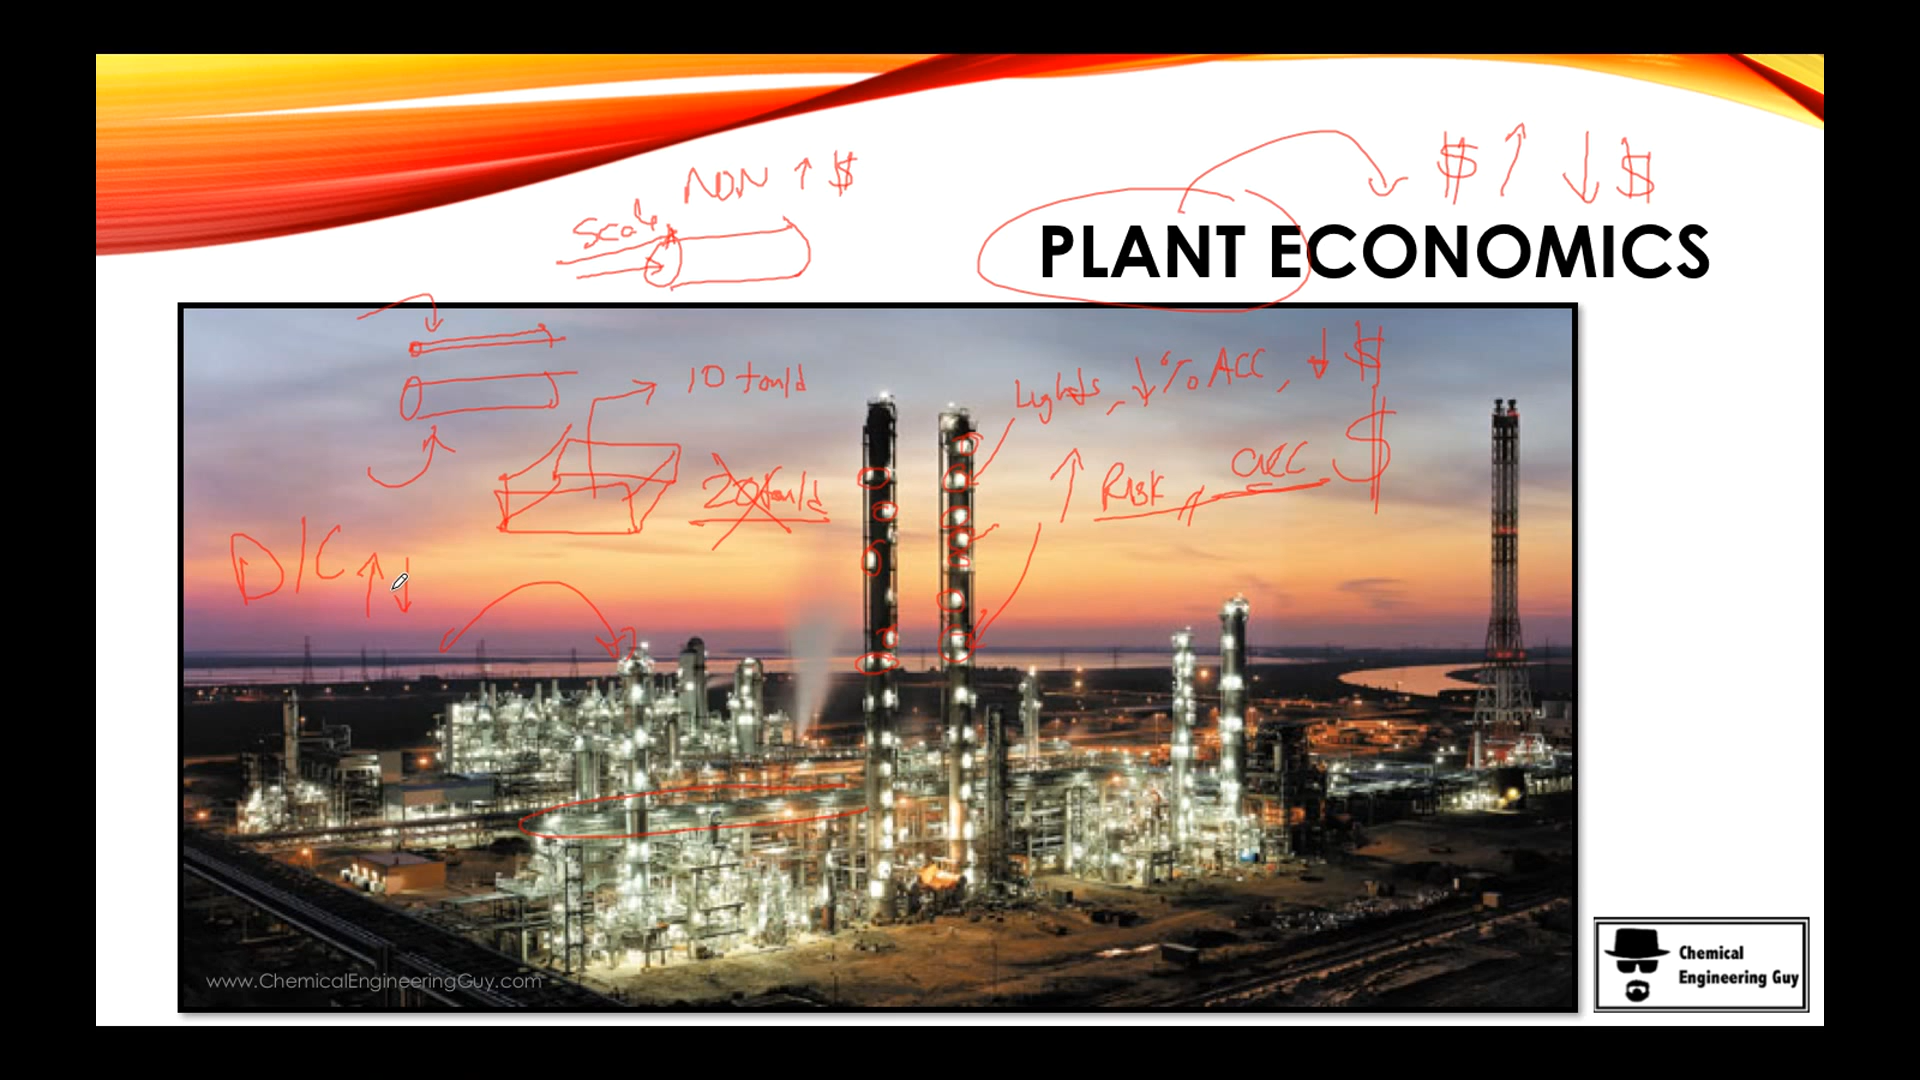 $ ↑ ↓ $
NON ↑ $
Scale
PLANT ECONOMICS
10 ton/d
Lights, ↓ % ACC, ↓ $
20 ton/d
↑ Risk, acc $
D/C ↑ ↓
www.ChemicalEngineeringGuy.com
Chemical
Engineering Guy